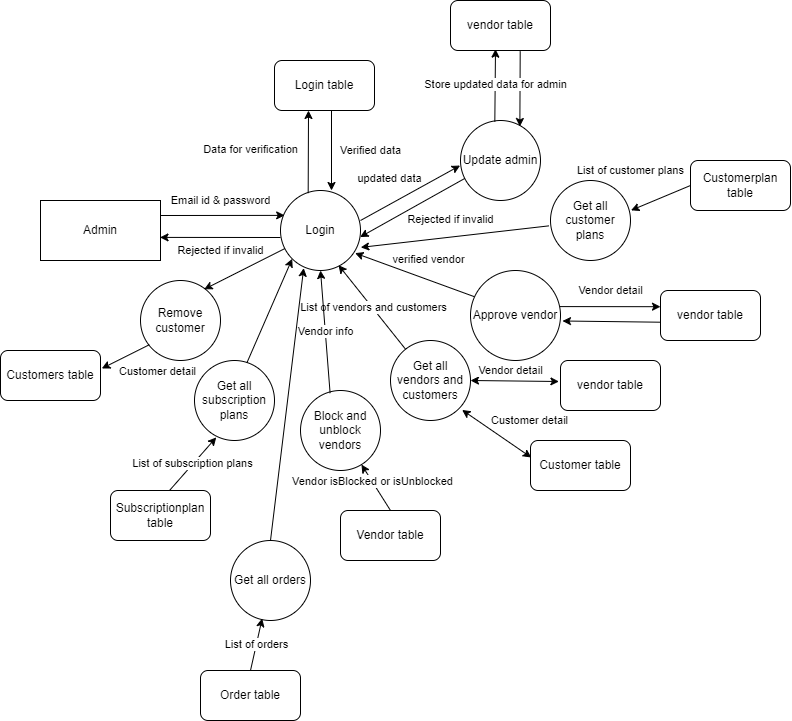 vendor table
Store updated data for admin
Login table
Data for verification
Verified data
Update admin
updated data
List of customer plans
Customerplan
table
Email id & password
Rejected if invalid
Get all
customer
plans
Admin
Login
Rejected if invalid
verified vendor
Vendor detail
List of vendors and customers
Remove
customer
Approve vendor
vendor table
Vendor info
Customers table
Customer detail
Get all
vendors and
customers
Vendor detail
vendor table
Get all
subscription
plans
Block and
unblock
vendors
Customer detail
List of subscription plans
Customer table
Vendor isBlocked or isUnblocked
Subscriptionplan
table
Vendor table
Get all orders
List of orders
Order table